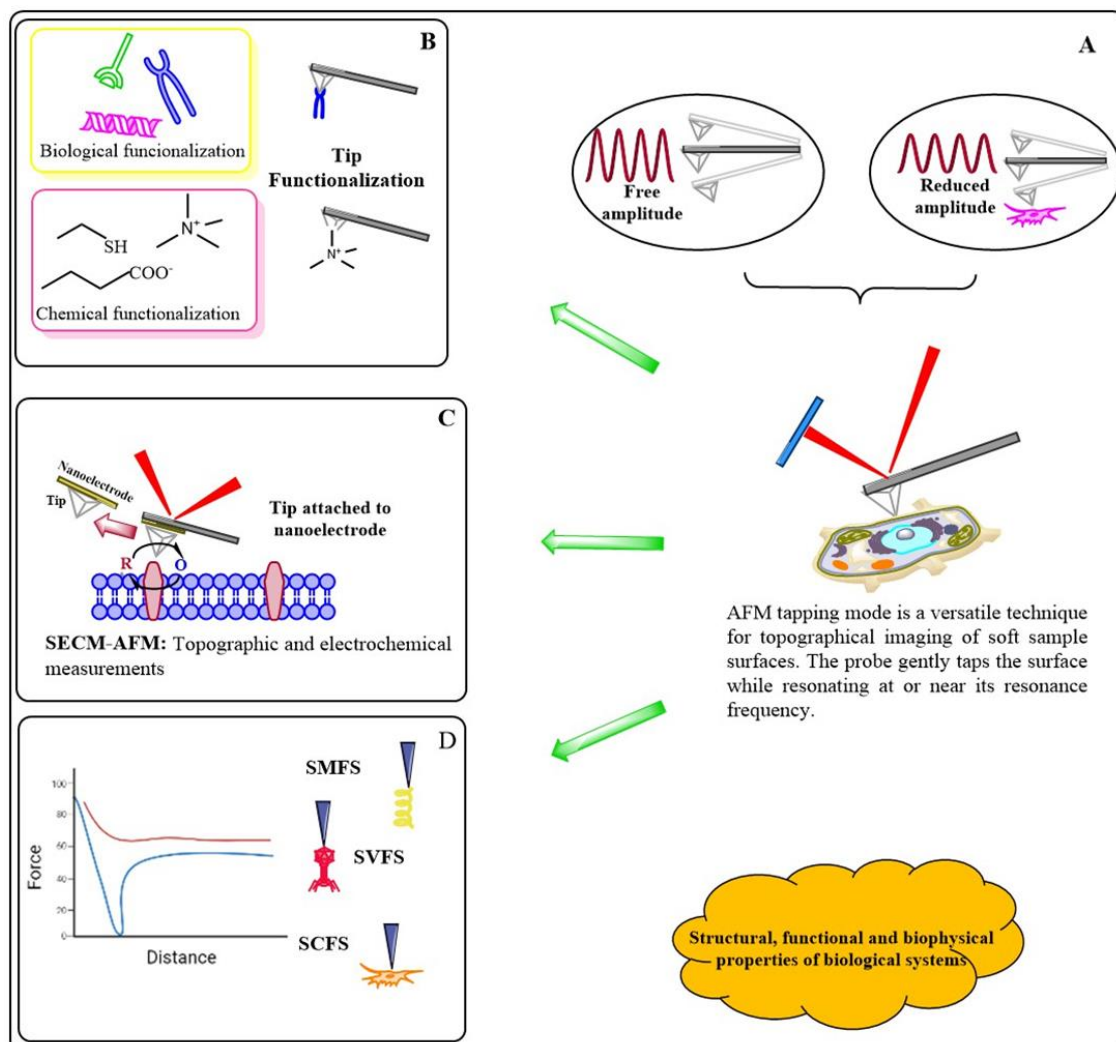 A
Free
amplitude
Reduced
amplitude
AFM tapping mode is a versatile technique
for topographical imaging of soft sample
surfaces. The probe gently taps the surface
while resonating at or near its resonance
frequency.
Structural, functional and biophysical
properties of biological systems
B
Biological funcionalization
Tip
Functionalization
SH
N+
COO-
Chemical functionalization
N+
C
Nanoelectrode
Tip
Tip attached to
nanoelectrode
R
O
SECM-AFM: Topographic and electrochemical
measurements
D
Force
100
80
60
40
20
0
Distance
SMFS
SVFS
SCFS